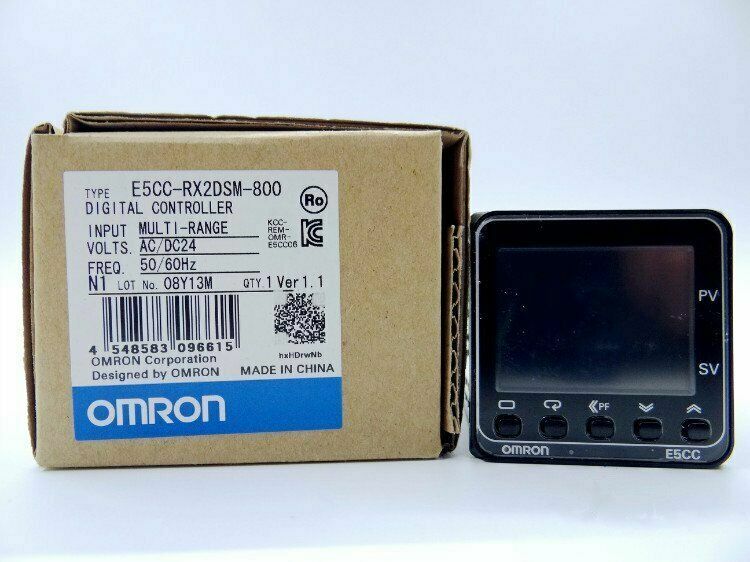 TYPE E5CC-RX2DSM-800
DIGITAL CONTROLLER
INPUT MULTI-RANGE
VOLTS. AC/DC24
FREQ. 50/60Hz
N1 LOT No. 08Y13M QTY.1 Ver1.1
Ro
KCC-
REM-
OMR-
E5CCC6
4 548583 096615
hxHDrwNb
OMRON Corporation
Designed by OMRON MADE IN CHINA
OMRON
PV
SV
PF
OMRON E5CC